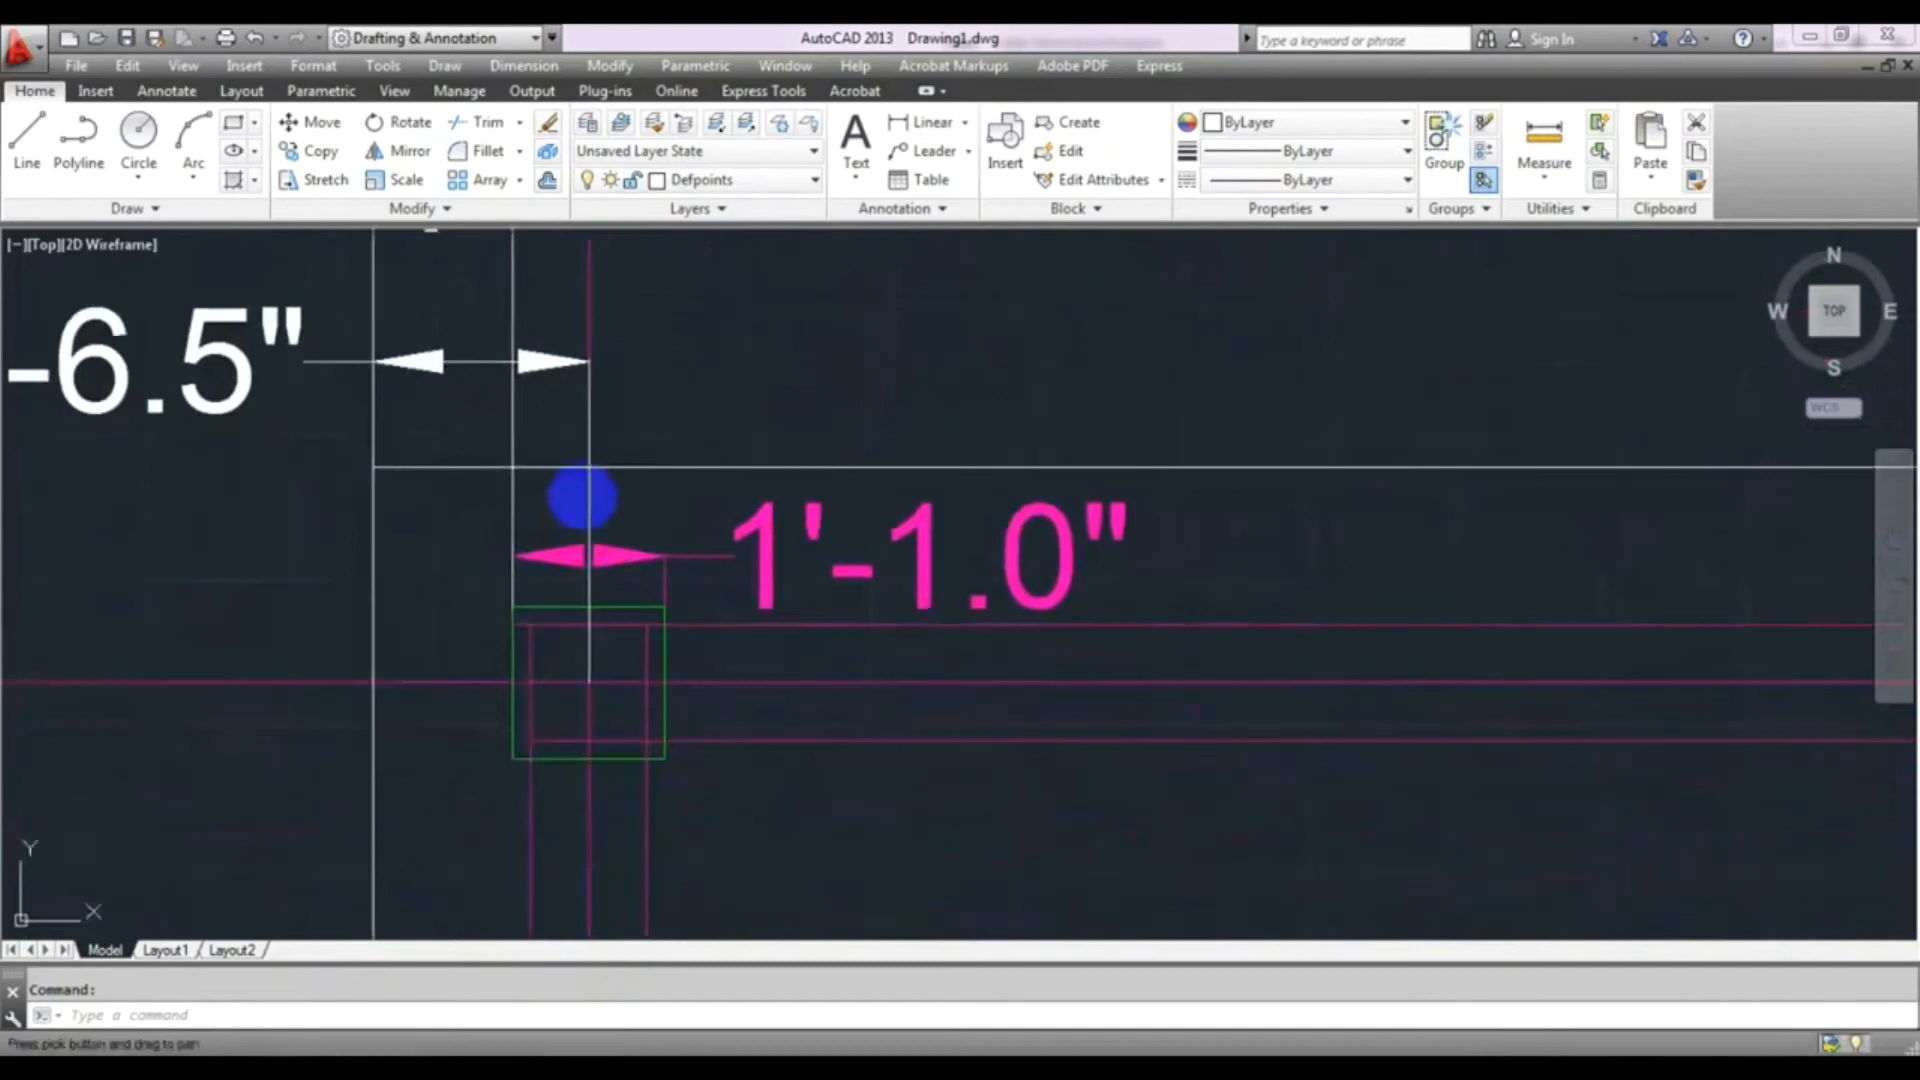 Drafting & Annotation
AutoCAD 2013 Drawing1.dwg
Type a keyword or phrase
Sign In
File Edit View Insert Format Tools Draw Dimension Modify Parametric Window Help Acrobat Markups Adobe PDF Express
Home Insert Annotate Layout Parametric View Manage Output Plug-ins Online Express Tools Acrobat
Move Rotate Trim Unsaved Layer State Linear Create ByLayer
Line Polyline Circle Arc Copy Mirror Fillet Text Leader Insert Edit ByLayer Group Measure Paste
Stretch Scale Array Defpoints Table Edit Attributes ByLayer
Draw Modify Layers Annotation Block Properties Groups Utilities Clipboard
[−][Top][2D Wireframe]
N
W TOP E
S
WCS
-6.5"
1'-1.0"
Y
X
Model Layout1 Layout2
Command:
Type a command
Press pick button and drag to pan